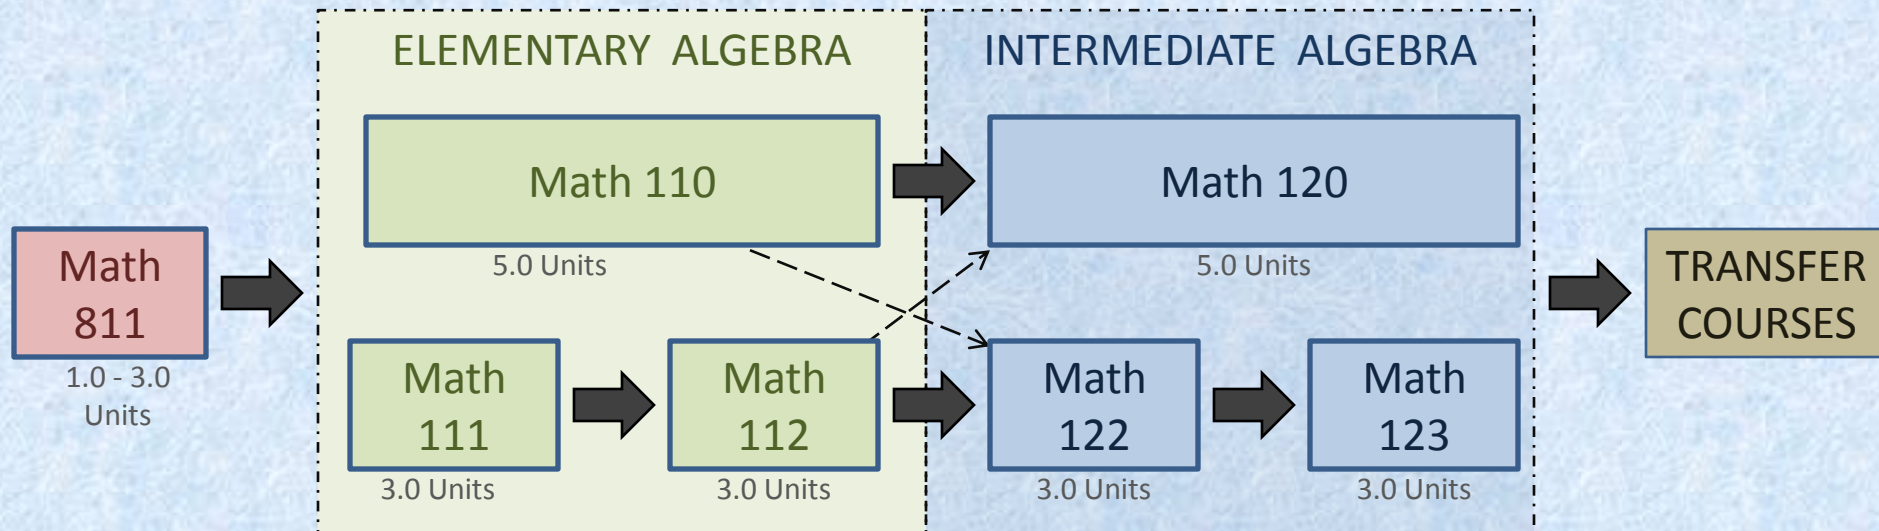 ELEMENTARY ALGEBRA
INTERMEDIATE ALGEBRA
Math 110
5.0 Units
Math 120
5.0 Units
Math
811
1.0 - 3.0
Units
Math
111
3.0 Units
Math
112
3.0 Units
Math
122
3.0 Units
Math
123
3.0 Units
TRANSFER
COURSES